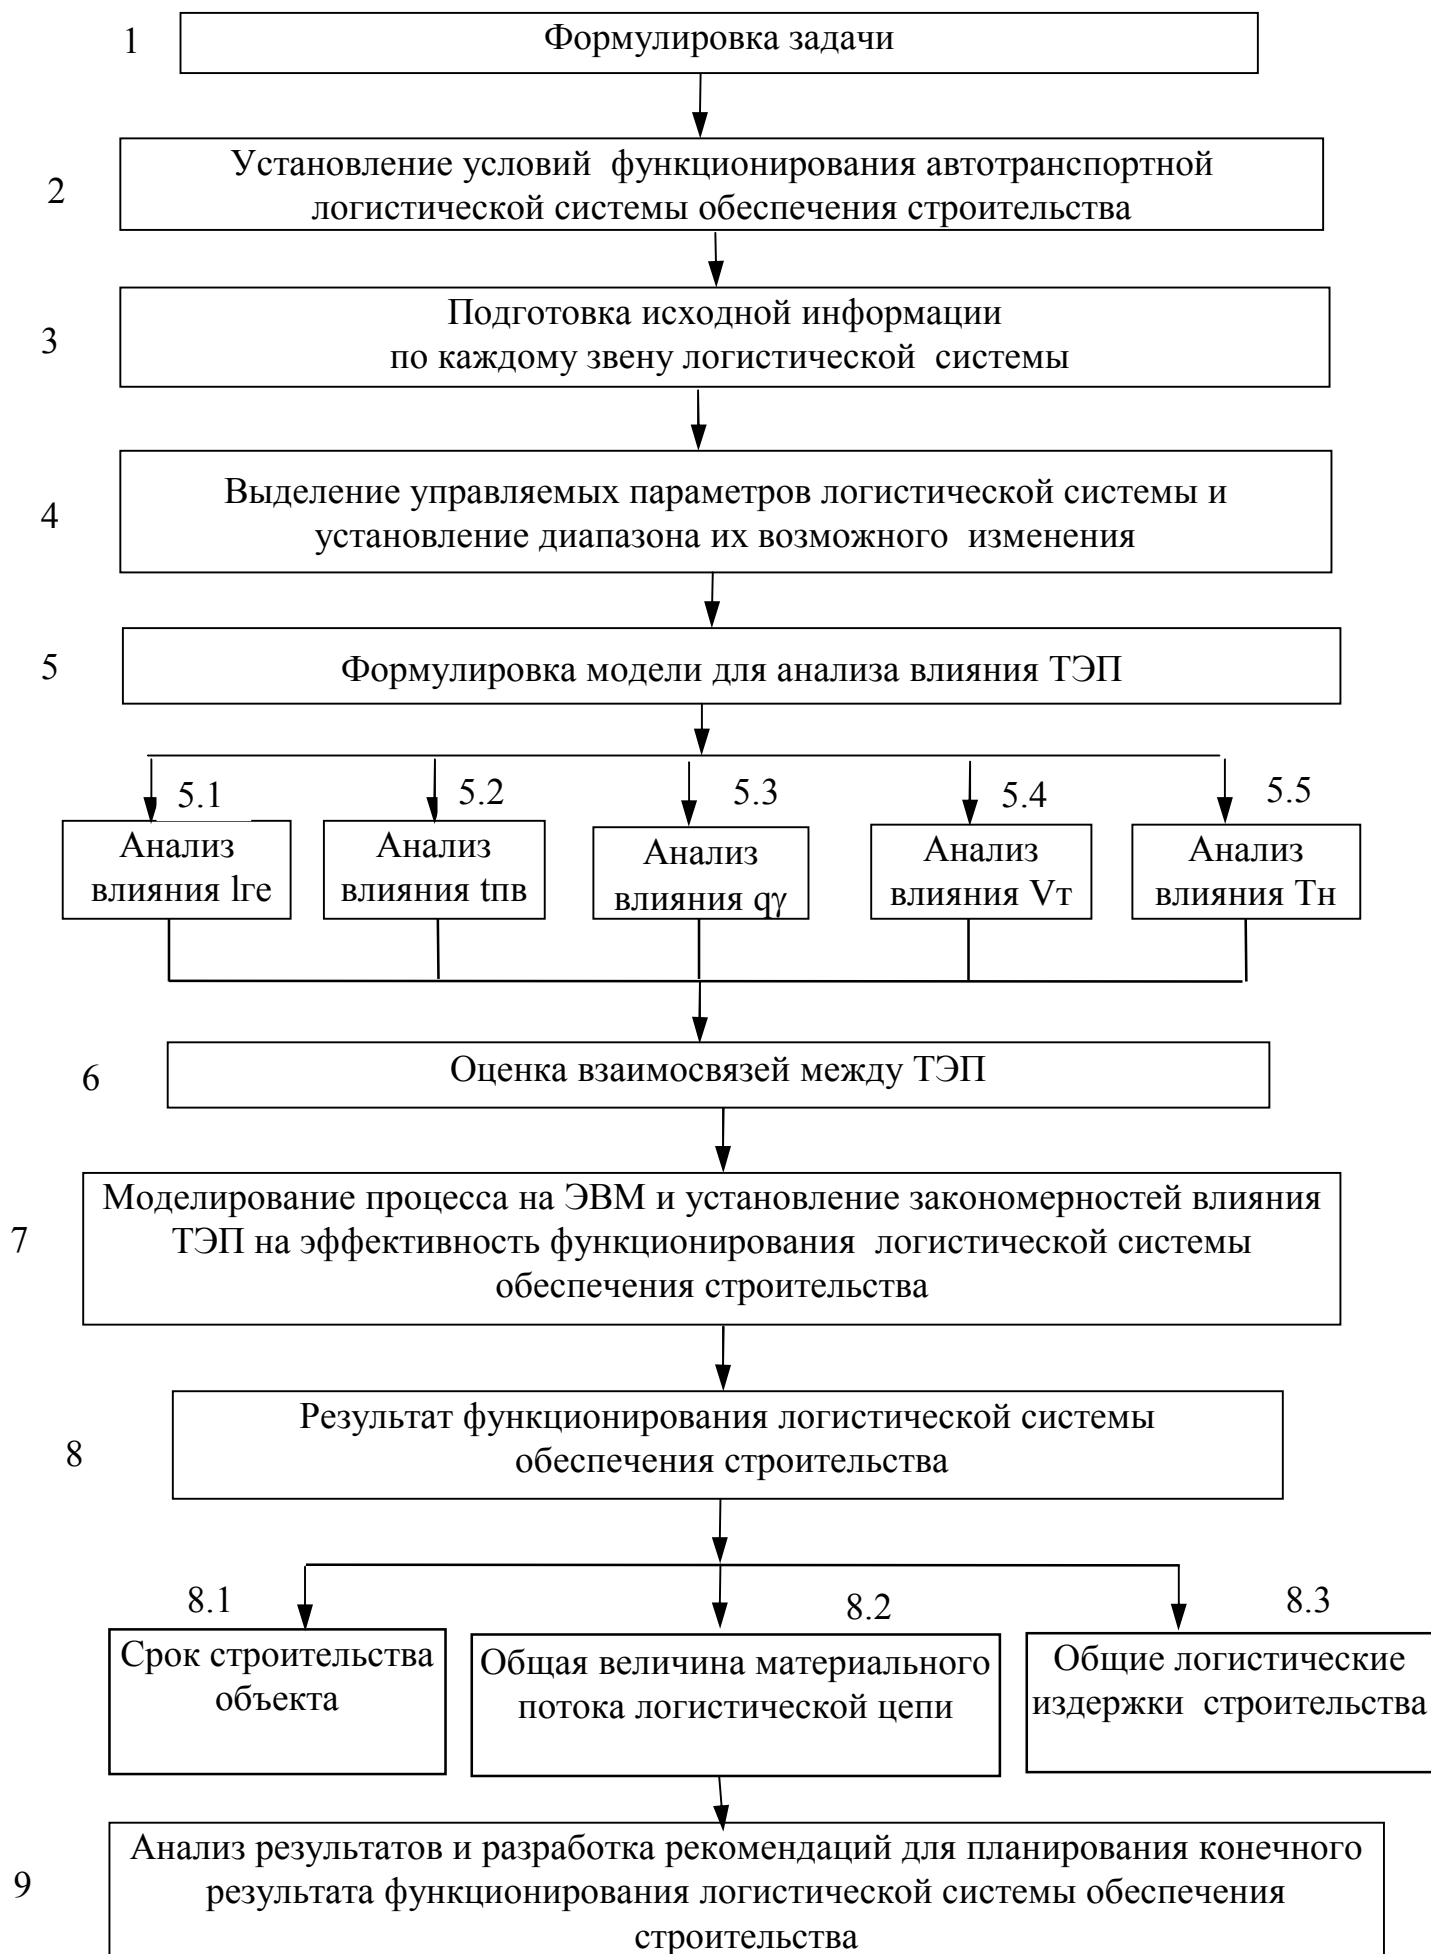 1
Формулировка задачи
2
Установление условий функционирования автотранспортной
логистической системы обеспечения строительства
3
Подготовка исходной информации
по каждому звену логистической системы
4
Выделение управляемых параметров логистической системы и
установление диапазона их возможного изменения
5
Формулировка модели для анализа влияния ТЭП
5.1
Анализ
влияния lге
5.2
Анализ
влияния tпв
5.3
Анализ
влияния qγ
5.4
Анализ
влияния Vт
5.5
Анализ
влияния Тн
6
Оценка взаимосвязей между ТЭП
7
Моделирование процесса на ЭВМ и установление закономерностей влияния
ТЭП на эффективность функционирования логистической системы
обеспечения строительства
8
Результат функционирования логистической системы
обеспечения строительства
8.1
Срок строительства
объекта
8.2
Общая величина материального
потока логистической цепи
8.3
Общие логистические
издержки строительства
9
Анализ результатов и разработка рекомендаций для планирования конечного
результата функционирования логистической системы обеспечения
строительства